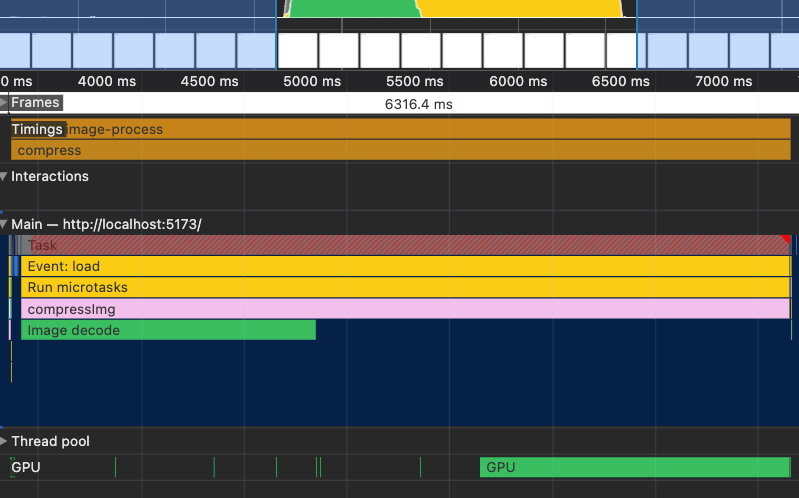 0 ms 4000 ms 4500 ms 5000 ms 5500 ms 6000 ms 6500 ms 7000 ms
Frames
6316.4 ms
Timings mage-process
compress
Interactions
Main — http://localhost:5173/
Task
Event: load
Run microtasks
compressImg
Image decode
Thread pool
GPU GPU